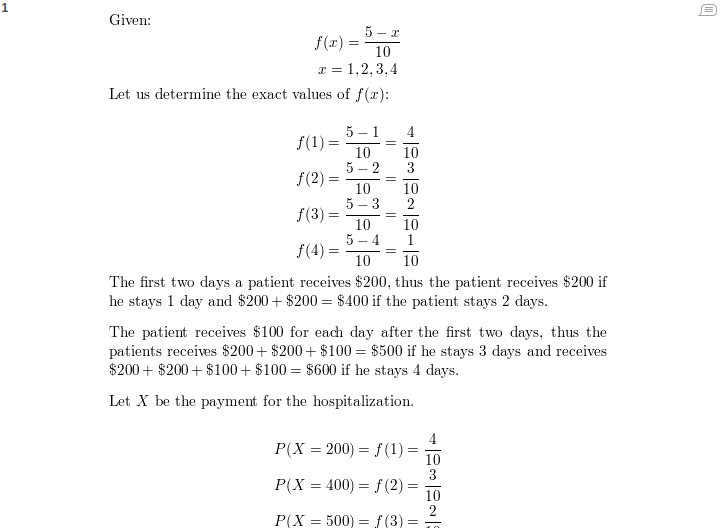 1
Given:
f(x) = \frac{5 - x}{10}
x = 1, 2, 3, 4
Let us determine the exact values of f(x):
f(1) = \frac{5 - 1}{10} = \frac{4}{10}
f(2) = \frac{5 - 2}{10} = \frac{3}{10}
f(3) = \frac{5 - 3}{10} = \frac{2}{10}
f(4) = \frac{5 - 4}{10} = \frac{1}{10}
The first two days a patient receives $200, thus the patient receives $200 if
he stays 1 day and $200 + $200 = $400 if the patient stays 2 days.
The patient receives $100 for each day after the first two days, thus the
patients receives $200 + $200 + $100 = $500 if he stays 3 days and receives
$200 + $200 + $100 + $100 = $600 if he stays 4 days.
Let X be the payment for the hospitalization.
P(X = 200) = f(1) = \frac{4}{10}
P(X = 400) = f(2) = \frac{3}{10}
P(X = 500) = f(3) = 2